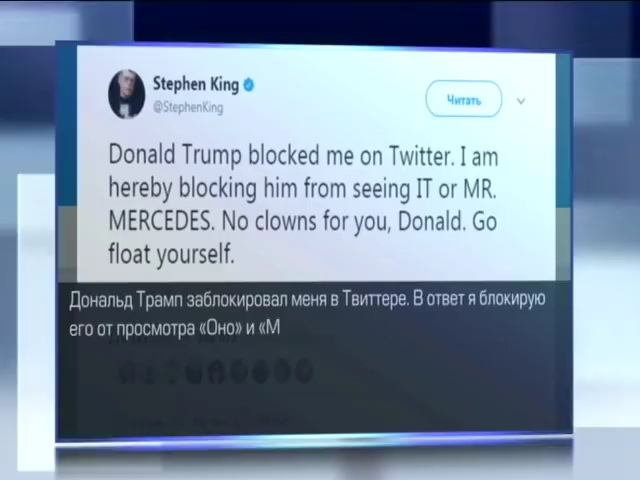 Stephen King
@StephenKing
Читать
Donald Trump blocked me on Twitter. I am
hereby blocking him from seeing IT or MR.
MERCEDES. No clowns for you, Donald. Go
float yourself.
Дональд Трамп заблокировал меня в Твиттере. В ответ я блокирую
его от просмотра «Оно» и «М